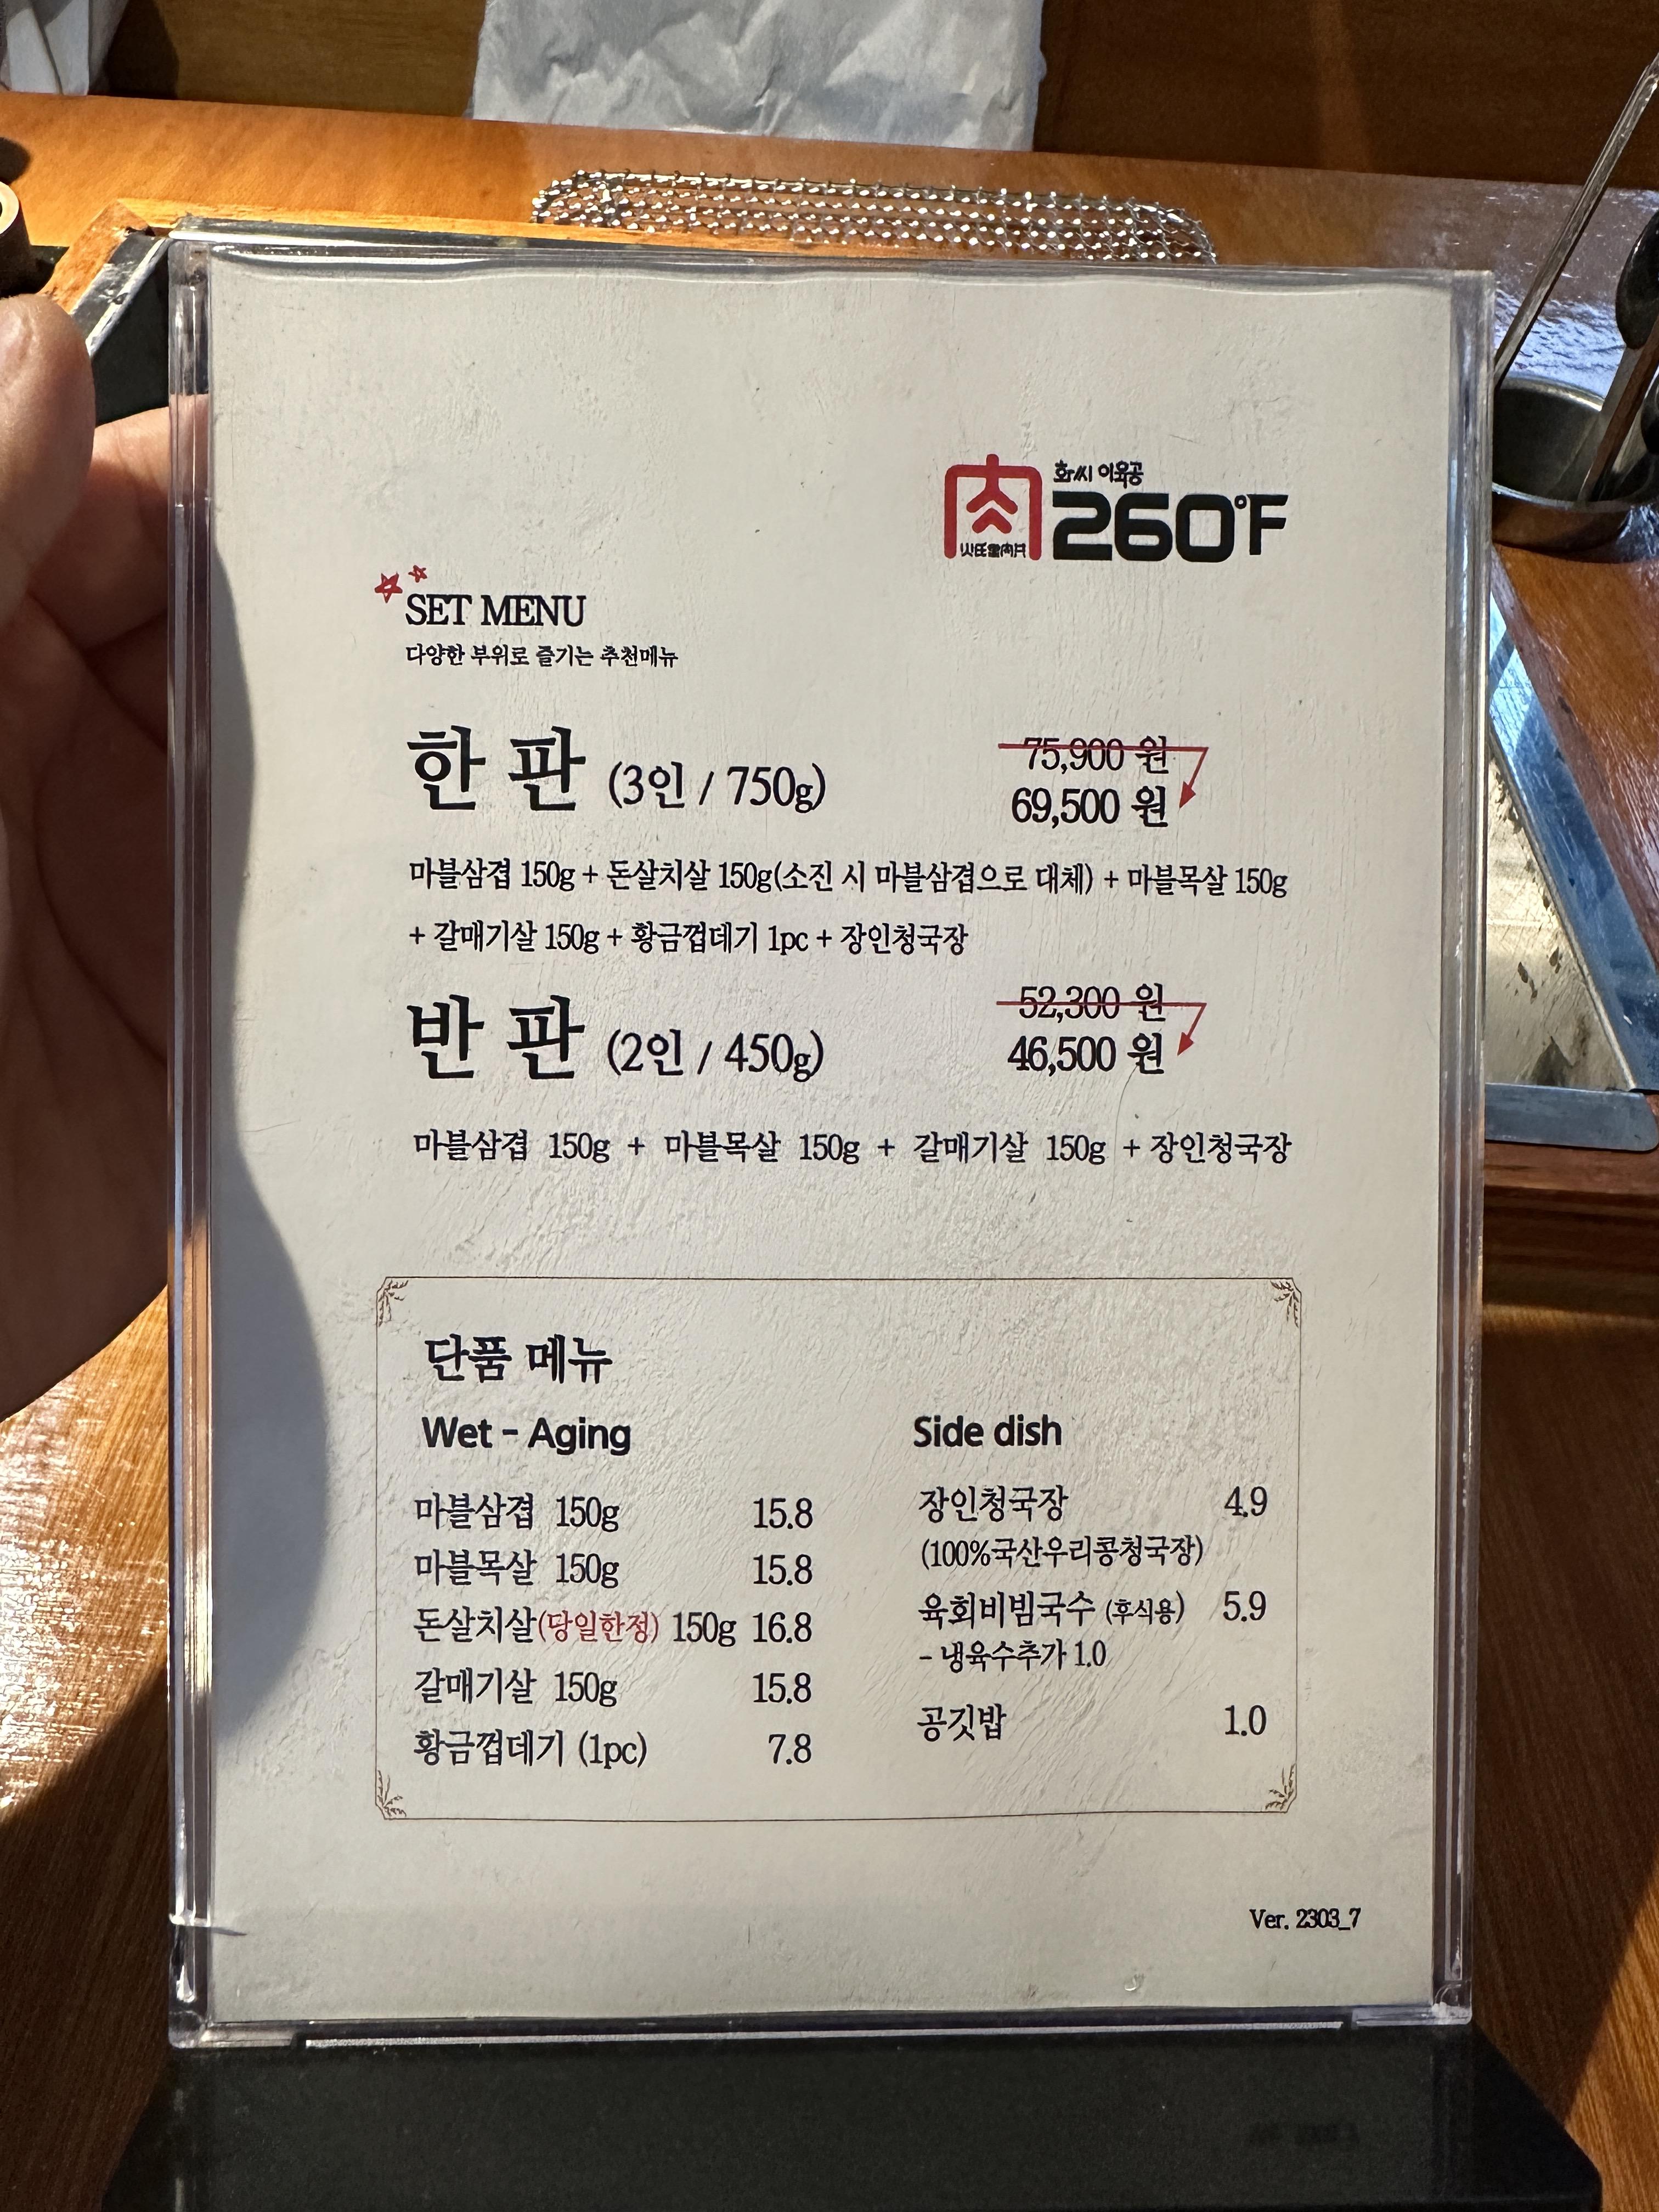 화씨 이육공
肉 260°F
SET MENU
다양한 부위로 즐기는 추천메뉴
한 판 (3인 / 750g)
75,900 원
69,500 원
마블삼겹 150g + 돈살치살 150g(소진 시 마블삼겹으로 대체) + 마블목살 150g
+ 갈매기살 150g + 황금껍데기 1pc + 장인청국장
반 판 (2인 / 450g)
52,300 원
46,500 원
마블삼겹 150g + 마블목살 150g + 갈매기살 150g + 장인청국장
단품 메뉴
Wet - Aging
마블삼겹 150g 15.8
마블목살 150g 15.8
돈살치살(당일한정) 150g 16.8
갈매기살 150g 15.8
황금껍데기 (1pc) 7.8
Side dish
장인청국장 4.9
(100%국산우리콩청국장)
육회비빔국수 (후식용) 5.9
- 냉육수추가 1.0
공깃밥 1.0
Ver. 2303_7